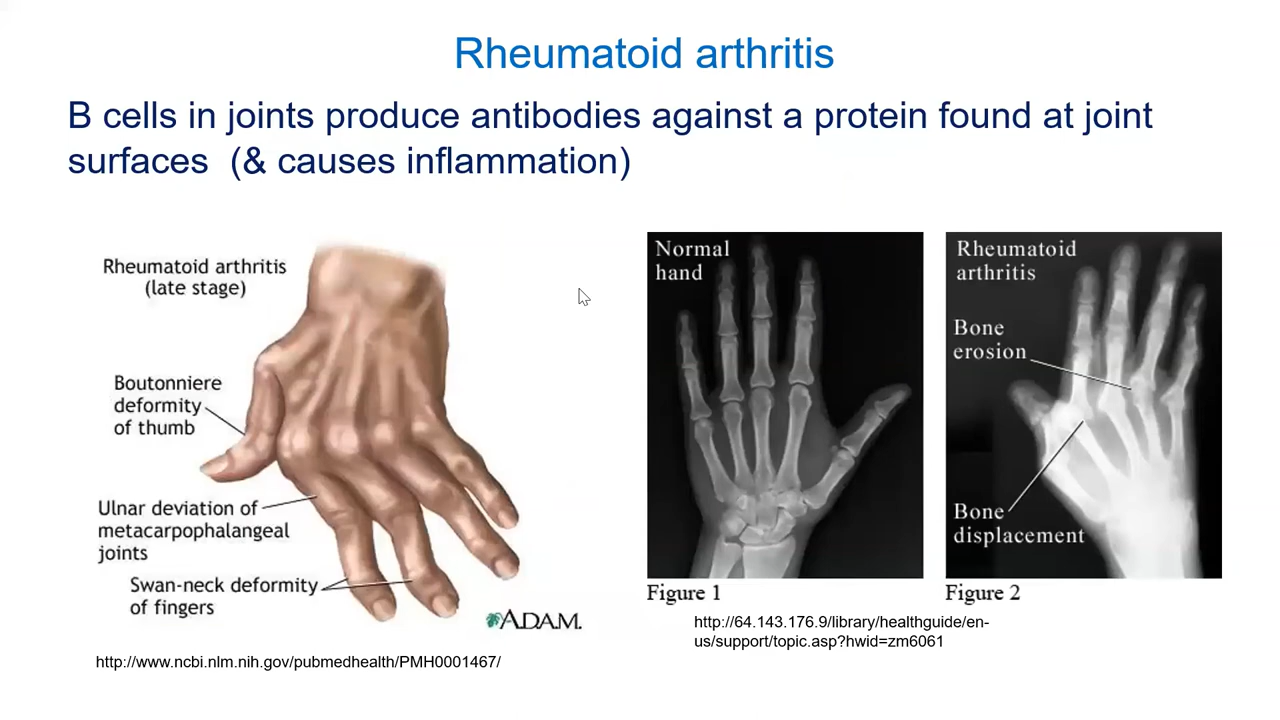 Rheumatoid arthritis
B cells in joints produce antibodies against a protein found at joint
surfaces (& causes inflammation)
Rheumatoid arthritis
(late stage)
Boutonniere
deformity
of thumb
Ulnar deviation of
metacarpophalangeal
joints
Swan-neck deformity
of fingers
A.D.A.M.
http://www.ncbi.nlm.nih.gov/pubmedhealth/PMH0001467/
Normal
hand
Figure 1
Rheumatoid
arthritis
Bone
erosion
Bone
displacement
Figure 2
http://64.143.176.9/library/healthguide/en-
us/support/topic.asp?hwid=zm6061